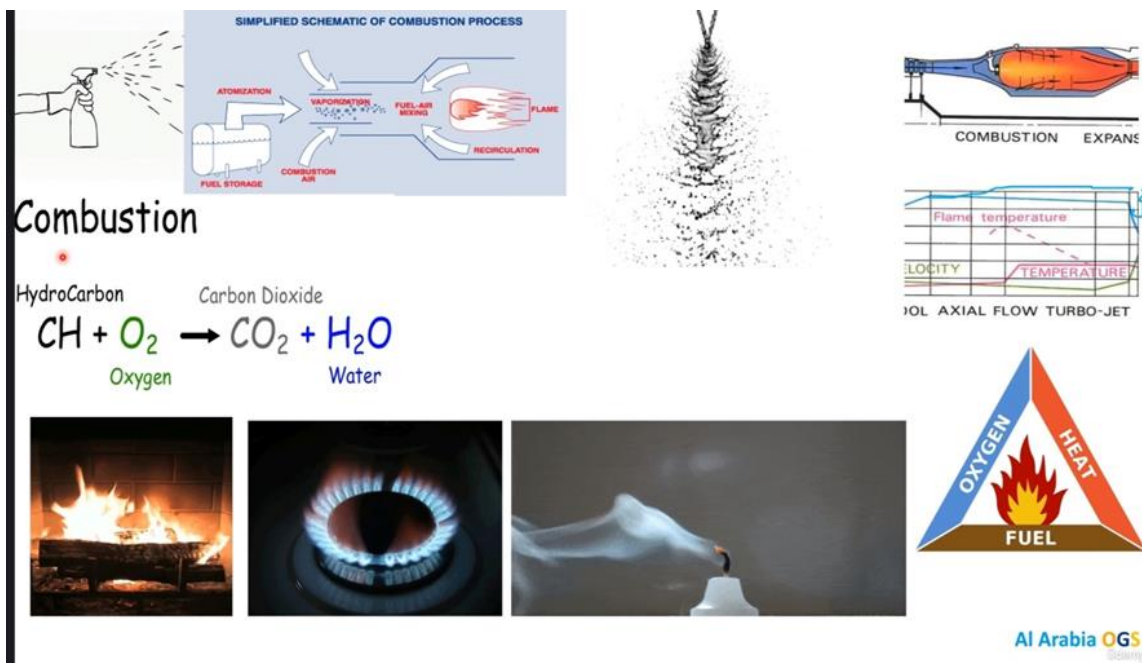 SIMPLIFIED SCHEMATIC OF COMBUSTION PROCESS
ATOMIZATION
VAPORIZATION
FUEL-AIR
MIXING
FLAME
RECIRCULATION
COMBUSTION
AIR
FUEL STORAGE
COMBUSTION EXPANS
Flame temperature
ELOCITY
TEMPERATURE
OOL AXIAL FLOW TURBO-JET
Combustion
HydroCarbon
Carbon Dioxide
CH + O₂ → CO₂ + H₂O
Oxygen
Water
OXYGEN
HEAT
FUEL
Al Arabia OGS